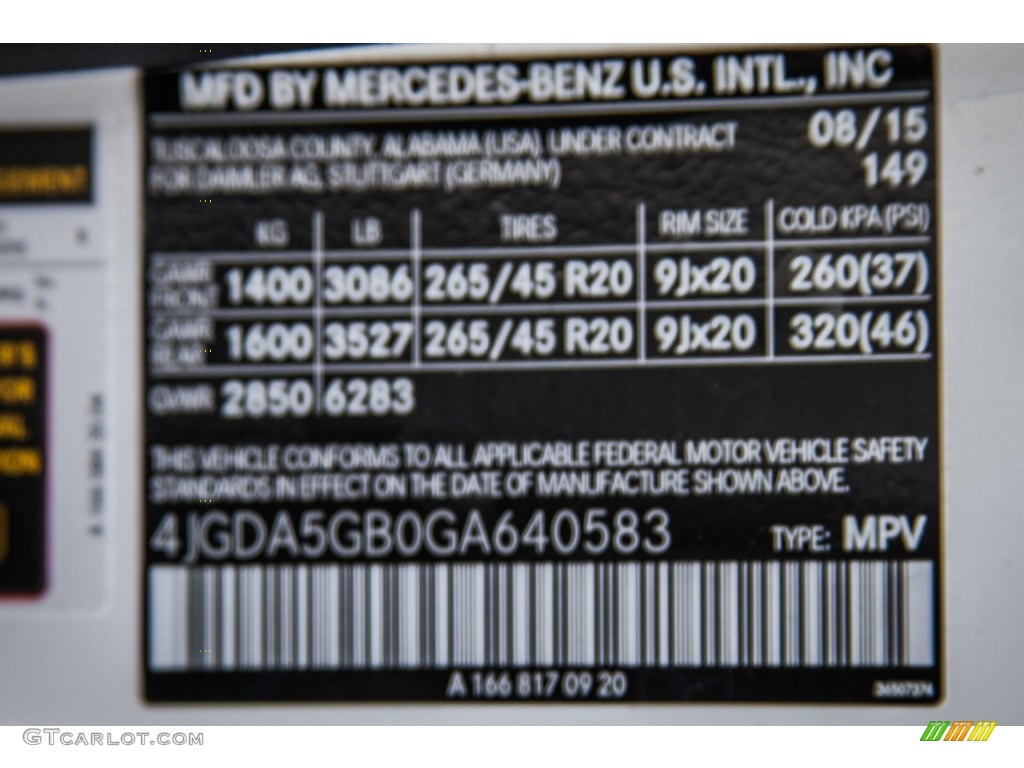 MFD BY MERCEDES-BENZ U.S. INTL., INC
TUSCALOOSA COUNTY, ALABAMA (USA). UNDER CONTRACT 08/15
FOR DAIMLER AG, STUTTGART (GERMANY) 149
KG LB TIRES RIM SIZE COLD KPA (PSI)
GAWR FRONT 1400 3086 265/45 R20 9Jx20 260(37)
GAWR REAR 1600 3527 265/45 R20 9Jx20 320(46)
GVWR 2850 6283
THIS VEHICLE CONFORMS TO ALL APPLICABLE FEDERAL MOTOR VEHICLE SAFETY
STANDARDS IN EFFECT ON THE DATE OF MANUFACTURE SHOWN ABOVE.
4JGDA5GB0GA640583 TYPE: MPV
A 166 817 09 20
GTCARLOT.COM